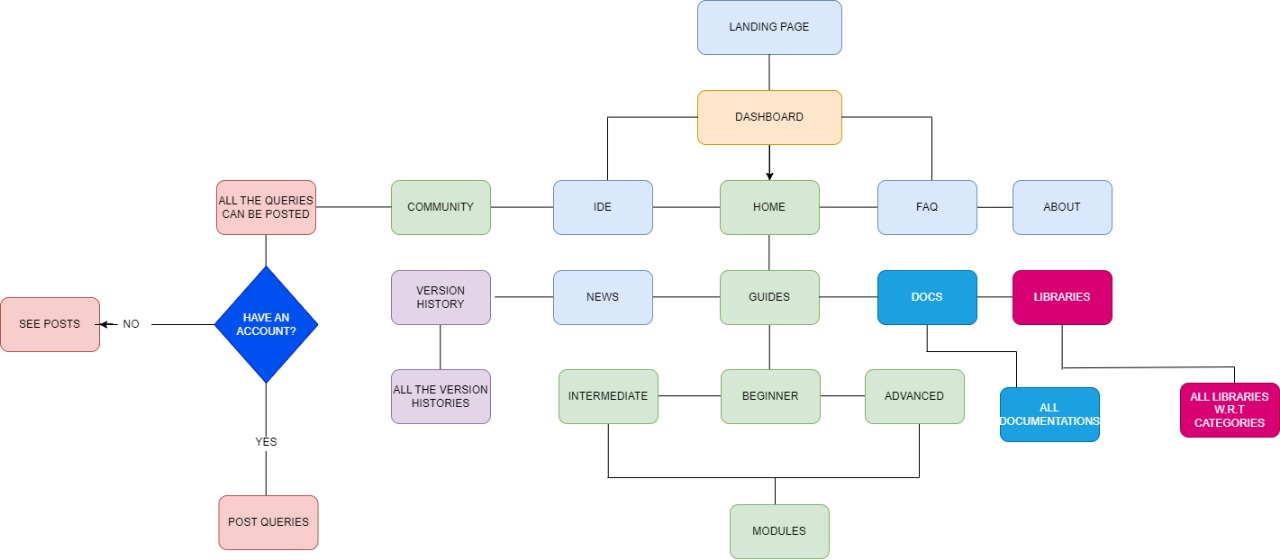 LANDING PAGE
DASHBOARD
ALL THE QUERIES
CAN BE POSTED
COMMUNITY
IDE
HOME
FAQ
ABOUT
VERSION
HISTORY
NEWS
GUIDES
DOCS
LIBRARIES
HAVE AN
ACCOUNT?
SEE POSTS
NO
ALL THE VERSION
HISTORIES
INTERMEDIATE
BEGINNER
ADVANCED
ALL
DOCUMENTATIONS
ALL LIBRARIES
W.R.T
CATEGORIES
YES
POST QUERIES
MODULES